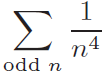 ∑ 1/n⁴
odd n